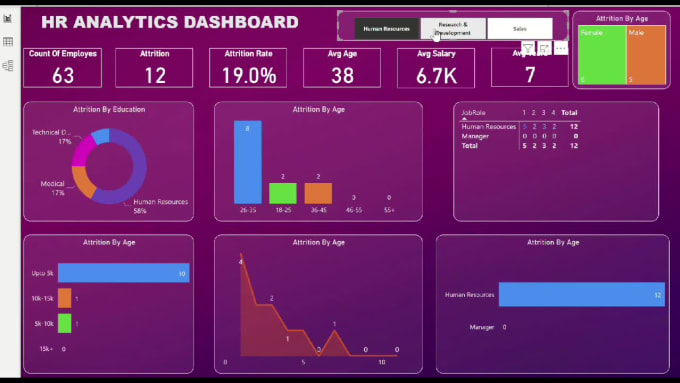 HR ANALYTICS DASHBOARD
Human Resources
Research & Development
Sales
Count Of Employes
63
Attrition
12
Attrition Rate
19.0%
Avg Age
38
Avg Salary
6.7K
7
Attrition By Age
Female
Male
6
Attrition By Education
Technical D...
17%
Medical
17%
Human Resources
58%
Attrition By Age
8
2
2
0
0
26-35
18-25
36-45
46-55
55+
JobRole 1 2 3 4 Total
Human Resources 5 2 3 2 12
Manager 0 0 0 0 0
Total 5 2 3 2 12
Attrition By Age
Upto 5k
10
10k-15k
1
5k-10k
1
15k+
0
Attrition By Age
4
2
1
0
1
0
0
0
5
10
Attrition By Age
Human Resources
12
Manager
0